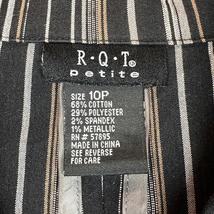 R·Q·T®
Petite
SIZE 10P
68% COTTON
29% POLYESTER
2% SPANDEX
1% METALLIC
RN # 57895
MADE IN CHINA
SEE REVERSE
FOR CARE